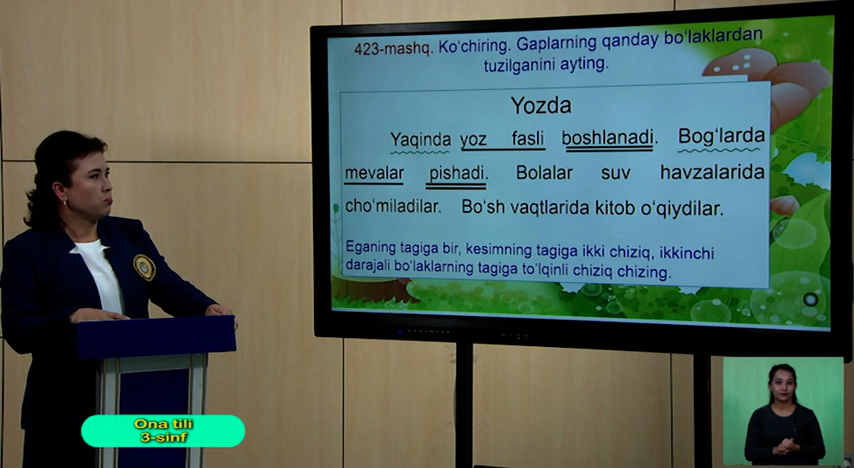 423-mashq. Ko‘chiring. Gaplarning qanday bo‘laklardan
tuzilganini ayting.
Yozda
Yaqinda yoz fasli boshlanadi. Bog‘larda
mevalar pishadi. Bolalar suv havzalarida
cho‘miladilar. Bo‘sh vaqtlarida kitob o‘qiydilar.
Eganing tagiga bir, kesimning tagiga ikki chiziq, ikkinchi
darajali bo‘laklarning tagiga to‘lqinli chiziq chizing.
Ona tili
3-sinf